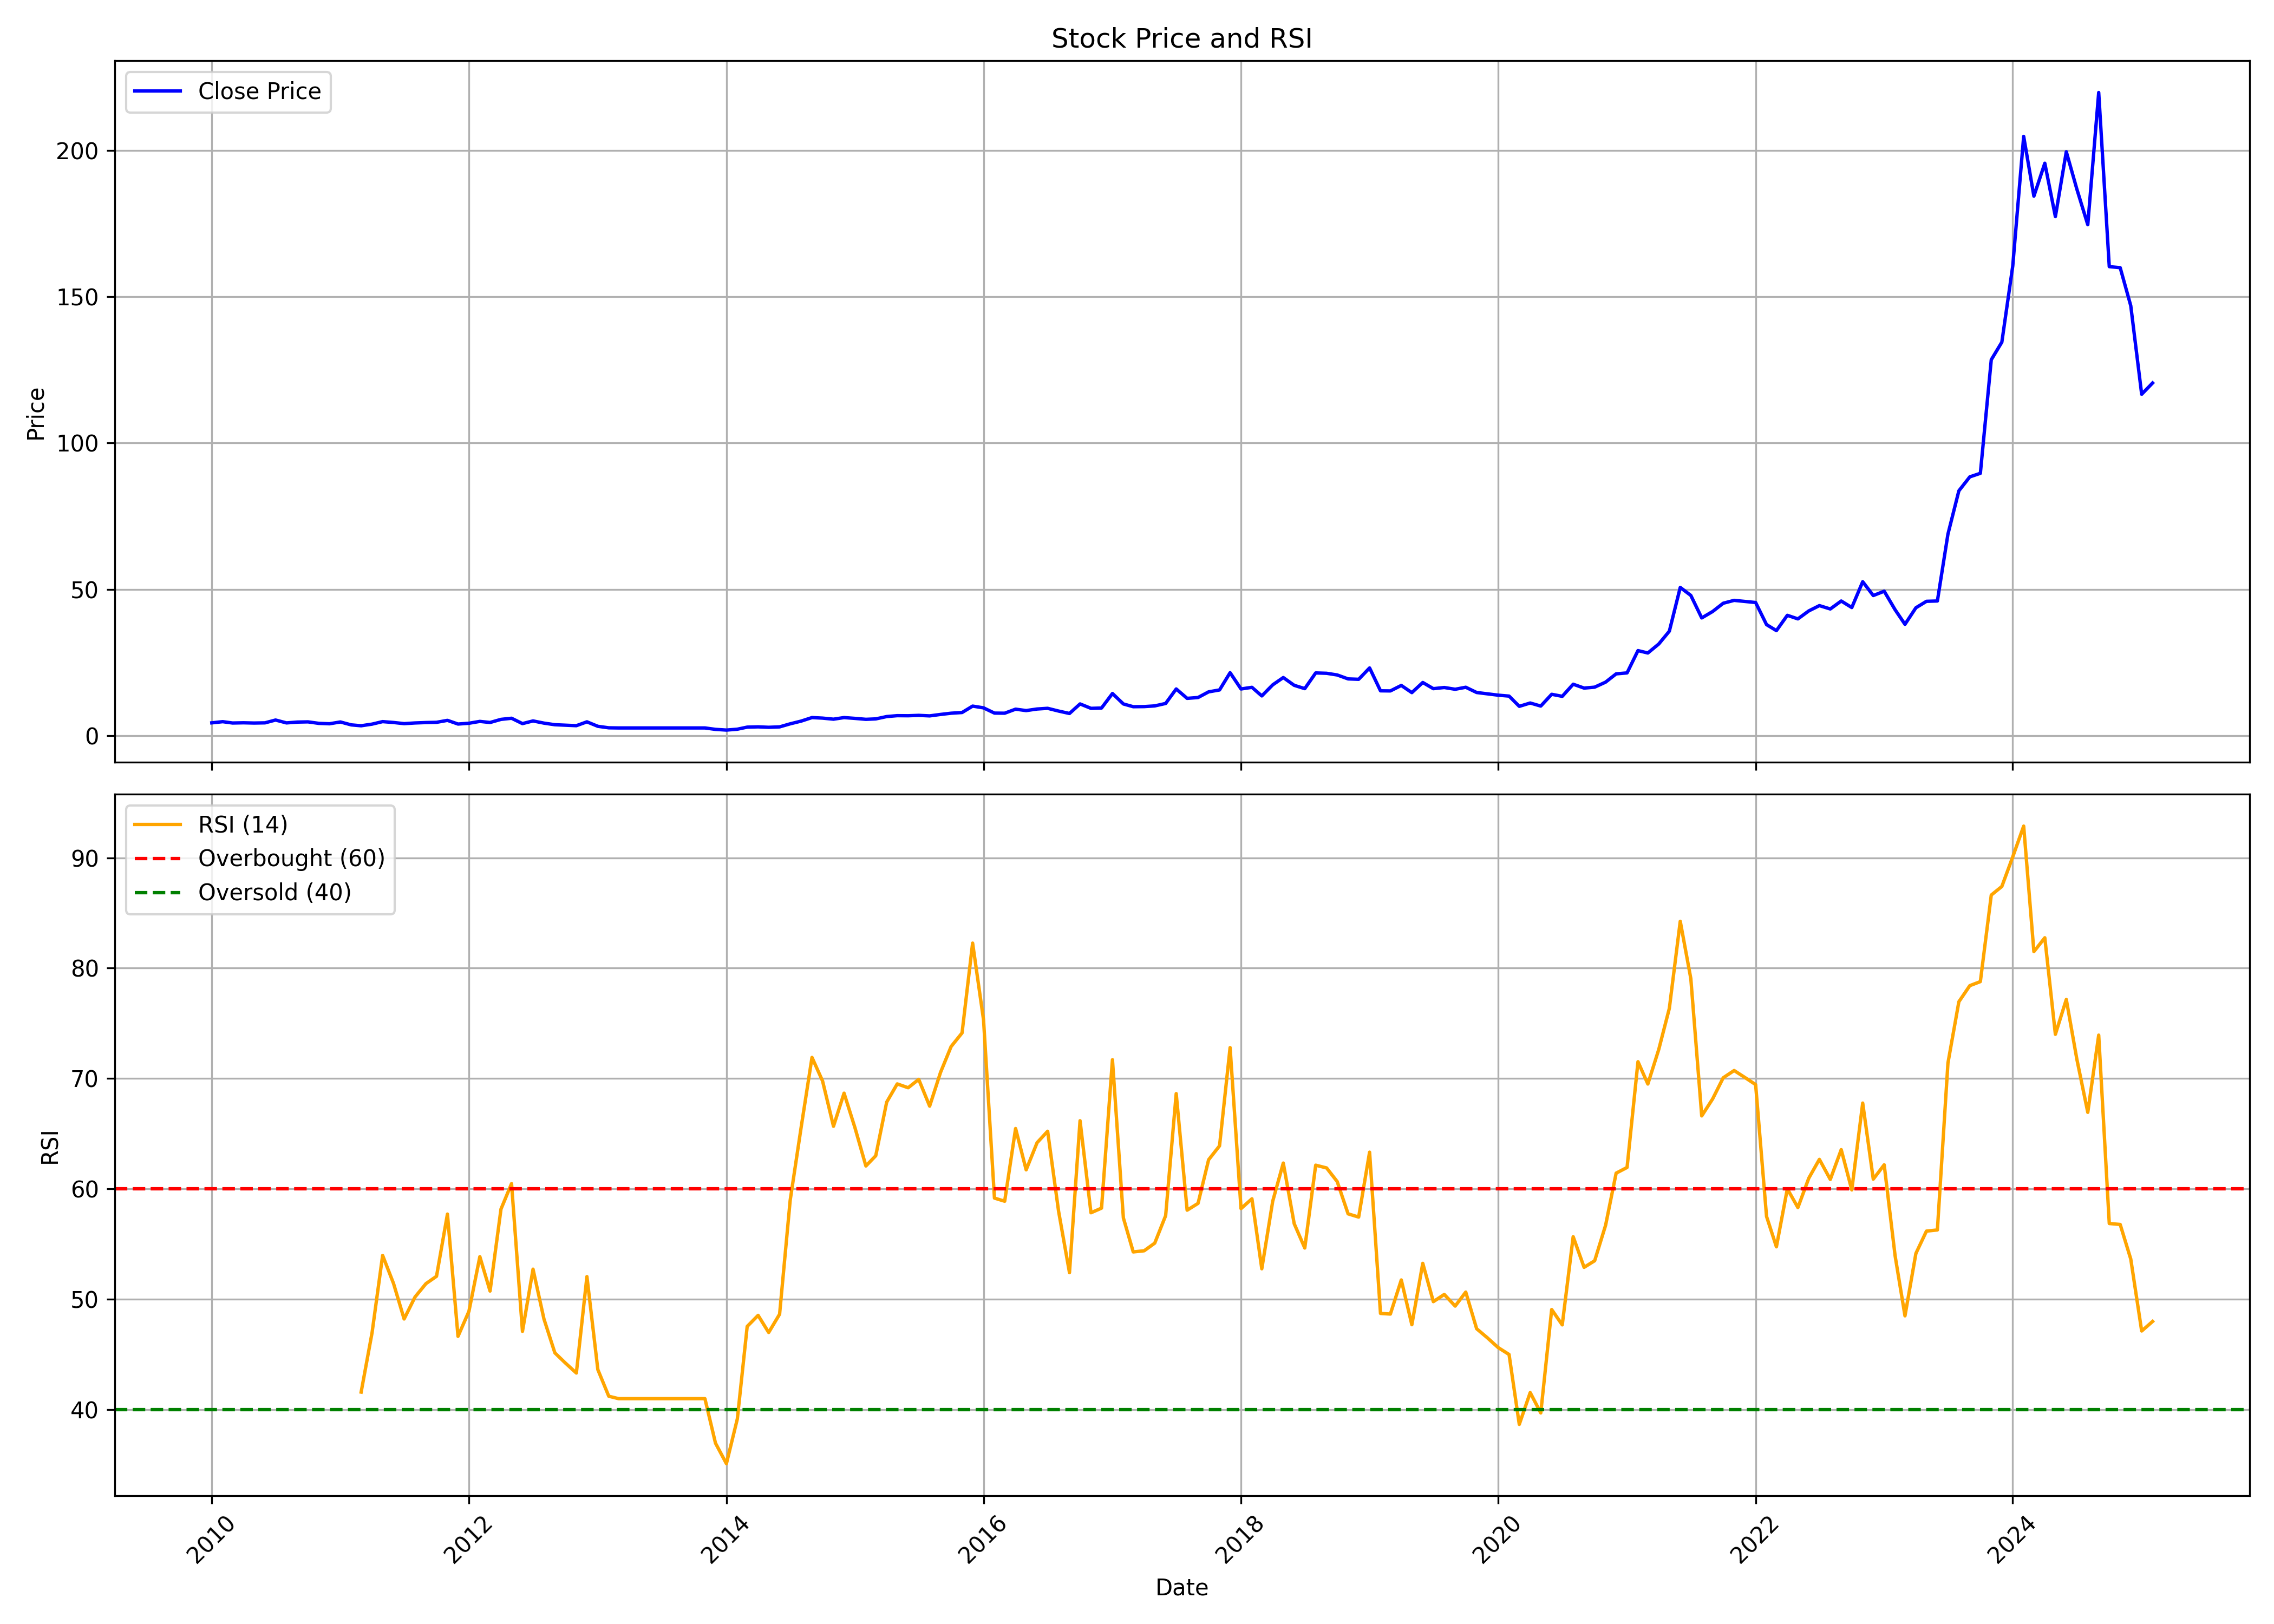 Stock Price and RSI
Close Price
200
150
100
50
0
Price
RSI (14)
Overbought (60)
Oversold (40)
90
80
70
60
50
40
RSI
2010
2012
2014
2016
2018
2020
2022
2024
Date